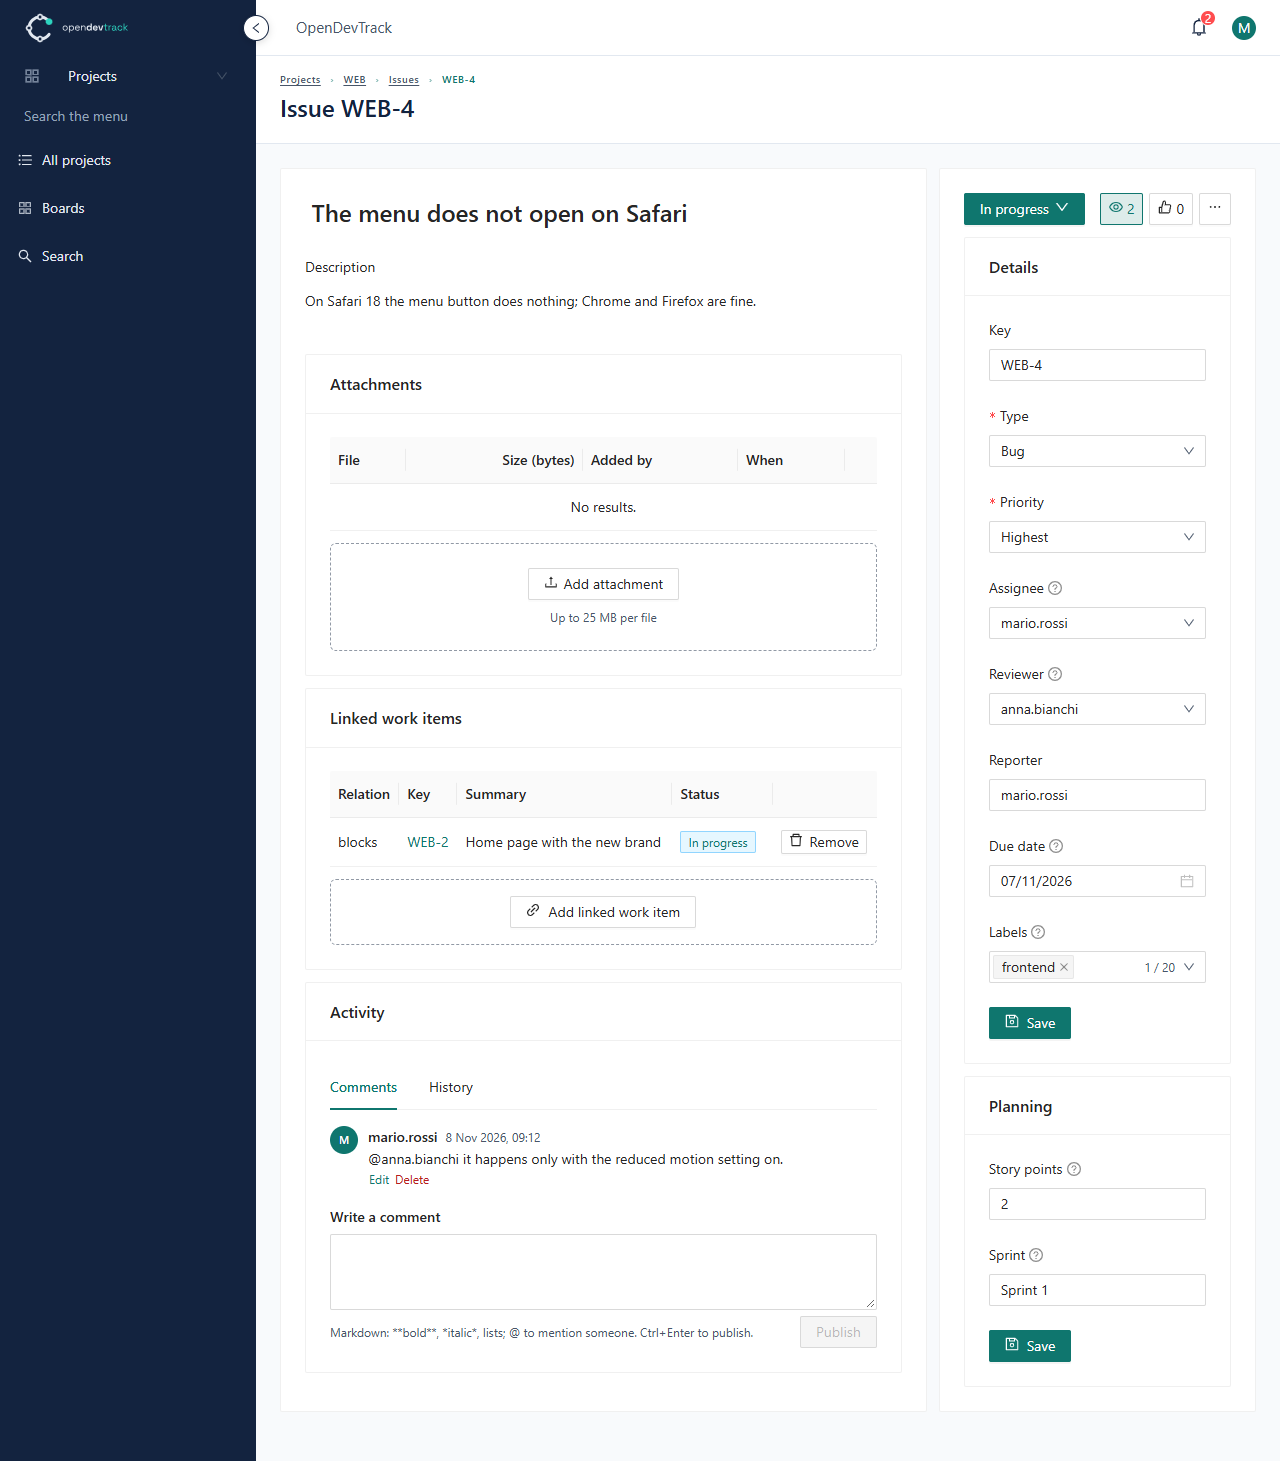 opendevtrack
OpenDevTrack
2
M
Projects
Search the menu
All projects
Boards
Search
Projects › WEB › Issues › WEB-4
Issue WEB-4
The menu does not open on Safari
Description
On Safari 18 the menu button does nothing; Chrome and Firefox are fine.
Attachments
File Size (bytes) Added by When
No results.
Add attachment
Up to 25 MB per file
Linked work items
Relation Key Summary Status
blocks WEB-2 Home page with the new brand In progress Remove
Add linked work item
Activity
Comments History
M mario.rossi 8 Nov 2026, 09:12
@anna.bianchi it happens only with the reduced motion setting on.
Edit Delete
Write a comment
Markdown: **bold**, *italic*, lists; @ to mention someone. Ctrl+Enter to publish.
Publish
In progress 2 0 ...
Details
Key
WEB-4
* Type
Bug
* Priority
Highest
Assignee ?
mario.rossi
Reviewer ?
anna.bianchi
Reporter
mario.rossi
Due date ?
07/11/2026
Labels ?
frontend × 1 / 20
Save
Planning
Story points ?
2
Sprint ?
Sprint 1
Save